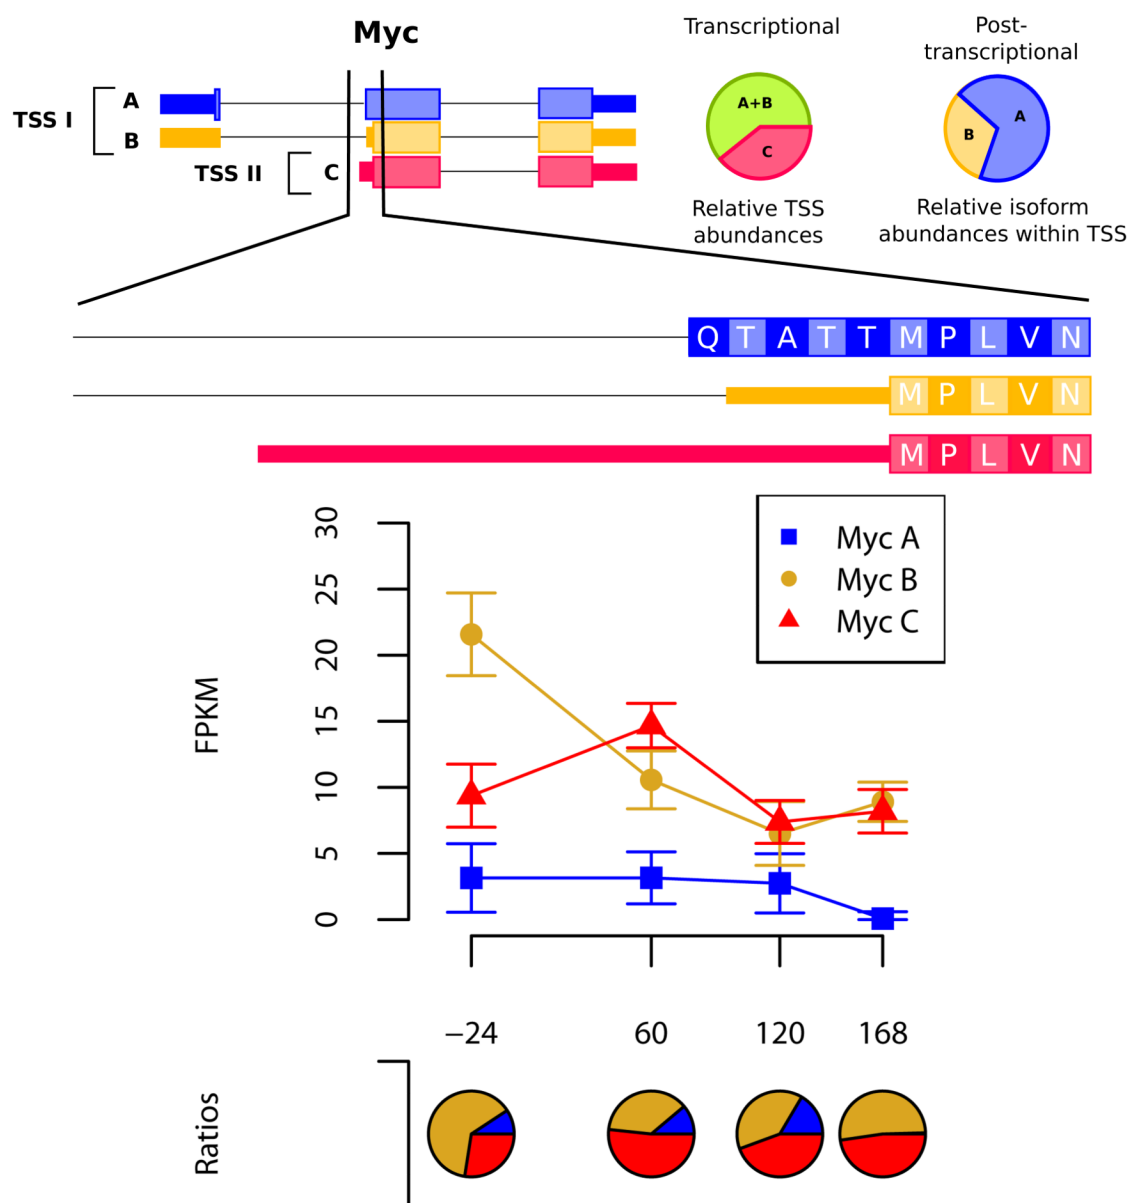 Myc
Transcriptional
Post-
transcriptional
TSS I
A
B
TSS II
C
A+B
C
A
B
Relative TSS
abundances
Relative isoform
abundances within TSS
Q T A T T M P L V N
M P L V N
M P L V N
FPKM
30
25
20
15
10
5
0
Myc A
Myc B
Myc C
−24 60 120 168
Ratios